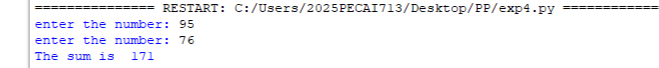 =============== RESTART: C:/Users/2025PECAI713/Desktop/PP/exp4.py ============
enter the number: 95
enter the number: 76
The sum is  171